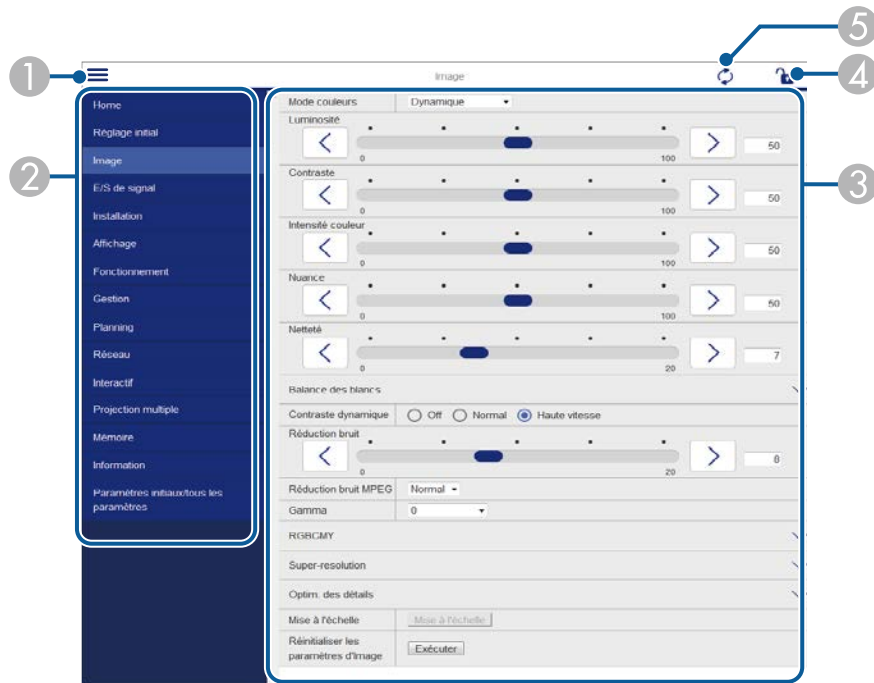 5
1
Image
4
2
3
Home
Réglage initial
Image
E/S de signal
Installation
Affichage
Fonctionnement
Gestion
Planning
Réseau
Interactif
Projection multiple
Mémoire
Information
Paramètres initiaux/tous les
paramètres
Mode couleurs Dynamique
Luminosité
0 100 50
Contraste
0 100 50
Intensité couleur
0 100 50
Nuance
0 100 50
Netteté
0 20 7
Balance des blancs
Contraste dynamique Off Normal Haute vitesse
Réduction bruit
0 20 8
Réduction bruit MPEG Normal
Gamma 0
RGBCMY
Super-resolution
Optim. des détails
Mise à l'échelle Mise à l'échelle
Réinitialiser les
paramètres d'Image Exécuter